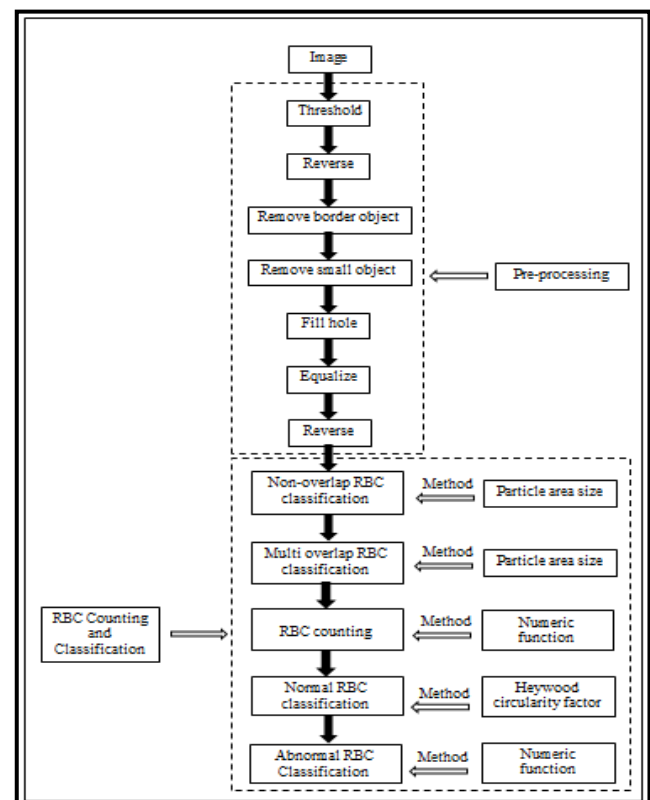 Image
Threshold
Reverse
Remove border object
Remove small object
Pre-processing
Fill hole
Equalize
Reverse
Non-overlap RBC
classification
Method
Particle area size
Multi overlap RBC
classification
Method
Particle area size
RBC Counting
and
Classification
RBC counting
Method
Numeric
function
Normal RBC
classification
Method
Heywood
circularity factor
Abnormal RBC
Classification
Method
Numeric
function